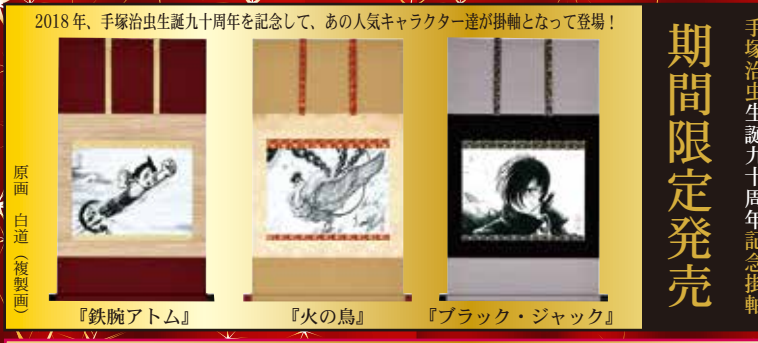 2018年、手塚治虫生誕九十周年を記念して、あの人気キャラクター達が掛軸となって登場！
手塚治虫生誕九十周年記念掛軸
期間限定発売
原画 白道（複製画）
『鉄腕アトム』
『火の鳥』
『ブラック・ジャック』